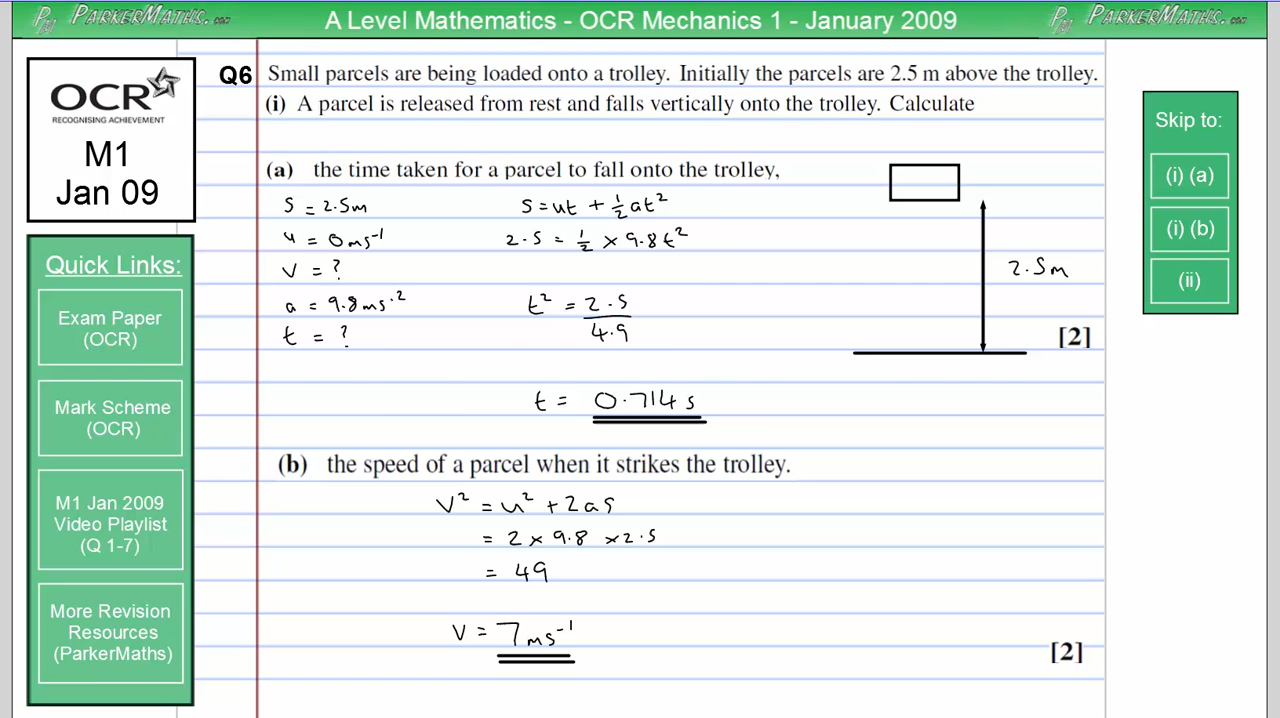 PM PARKERMATHS.COM
A Level Mathematics - OCR Mechanics 1 - January 2009
PM PARKERMATHS.COM
OCR
RECOGNISING ACHIEVEMENT
M1
Jan 09
Quick Links:
Exam Paper
(OCR)
Mark Scheme
(OCR)
M1 Jan 2009
Video Playlist
(Q 1-7)
More Revision
Resources
(ParkerMaths)
Q6 Small parcels are being loaded onto a trolley. Initially the parcels are 2.5 m above the trolley.
(i) A parcel is released from rest and falls vertically onto the trolley. Calculate
(a) the time taken for a parcel to fall onto the trolley,
s = 2.5m
u = 0ms⁻¹
v = ?
a = 9.8ms⁻²
t = ?
s = ut + 1/2 at²
2.5 = 1/2 × 9.8t²
t² = 2.5/4.9
t = 0.714 s
2.5m
[2]
(b) the speed of a parcel when it strikes the trolley.
v² = u² + 2as
= 2 × 9.8 × 2.5
= 49
v = 7ms⁻¹
[2]
Skip to:
(i) (a)
(i) (b)
(ii)